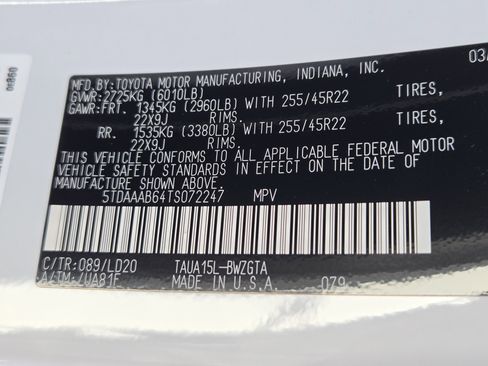 MFD.BY:TOYOTA MOTOR MANUFACTURING, INDIANA, INC.
03/
GVWR:2725KG(6010LB)
GAWR:FRT. 1345KG(2960LB)WITH 255/45R22 TIRES,
22X9J RIMS.
RR. 1535KG(3380LB)WITH 255/45R22 TIRES,
22X9J RIMS.
THIS VEHICLE CONFORMS TO ALL APPLICABLE FEDERAL MOTOR
VEHICLE SAFETY STANDARDS IN EFFECT ON THE DATE OF
MANUFACTURE SHOWN ABOVE.
5TDAAAB64TS072247 MPV
C/TR:089/LD20 TAUA15L-BWZGTA
A/TM:/UA81F MADE IN U.S.A. 079